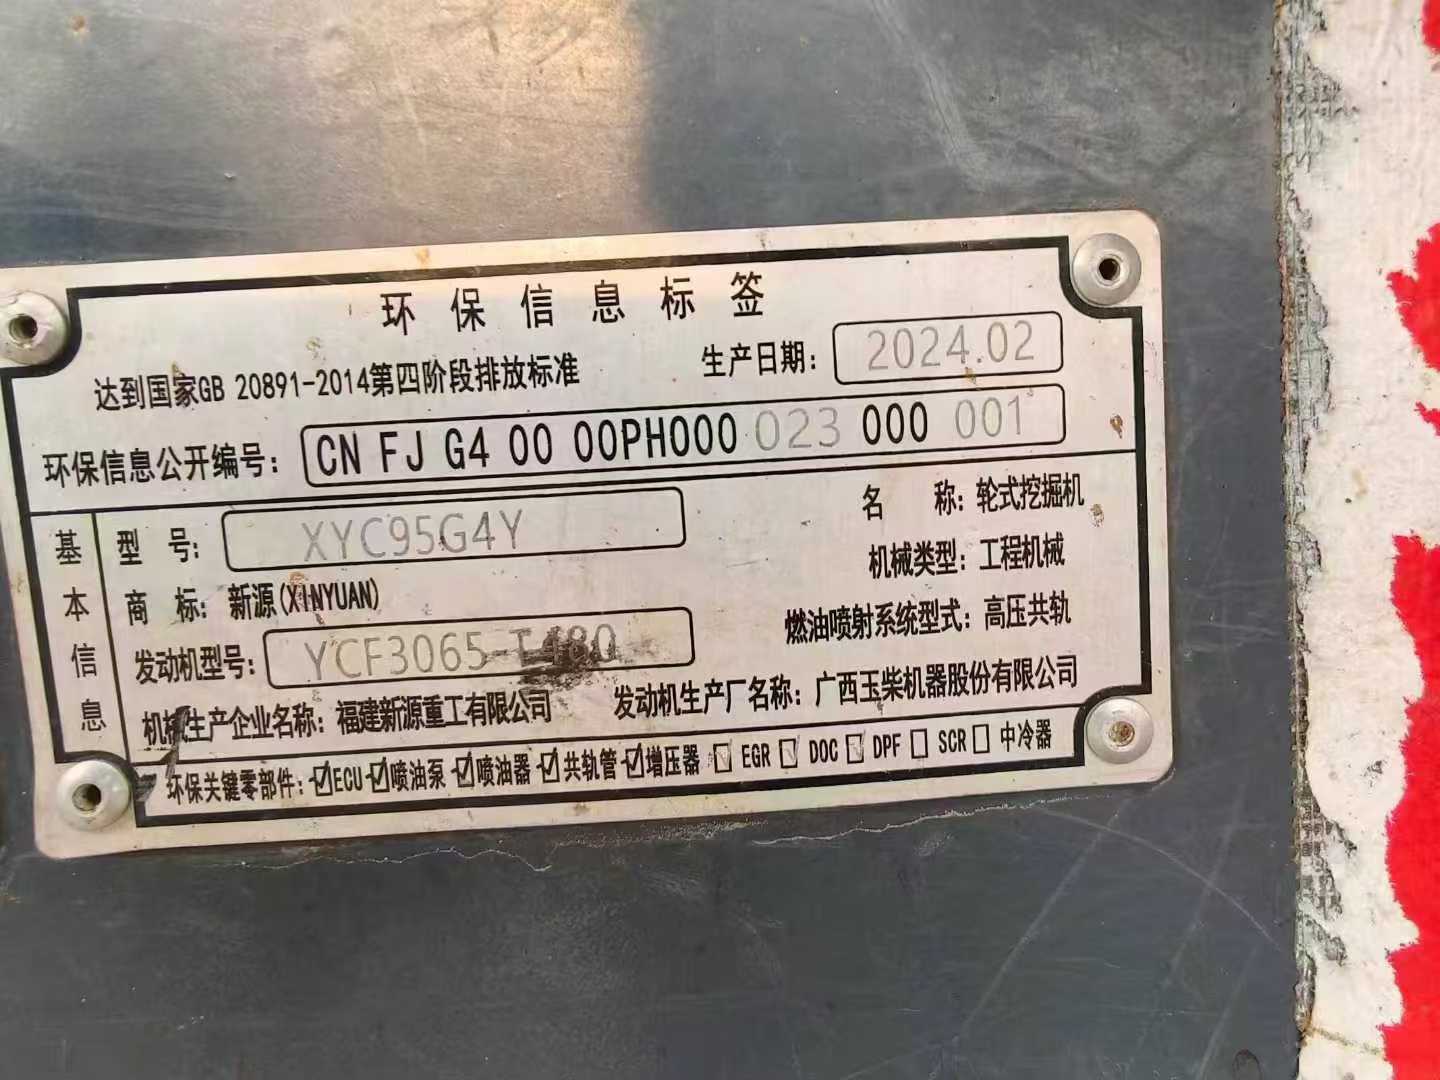 环保信息标签
达到国家GB 20891-2014第四阶段排放标准 生产日期: 2024.02
环保信息公开编号: CN FJ G4 00 00PH000 023 000 001
基本信息
型号: XYC95G4Y 名称: 轮式挖掘机
商标: 新源(XINYUAN) 机械类型: 工程机械
发动机型号: YCF3065-T480 燃油喷射系统型式: 高压共轨
机械生产企业名称: 福建新源重工有限公司 发动机生产厂名称: 广西玉柴机器股份有限公司
环保关键零部件: ☑ECU ☑喷油泵 ☑喷油器 ☑共轨管 ☑增压器 □ EGR □ DOC □ DPF □ SCR □ 中冷器